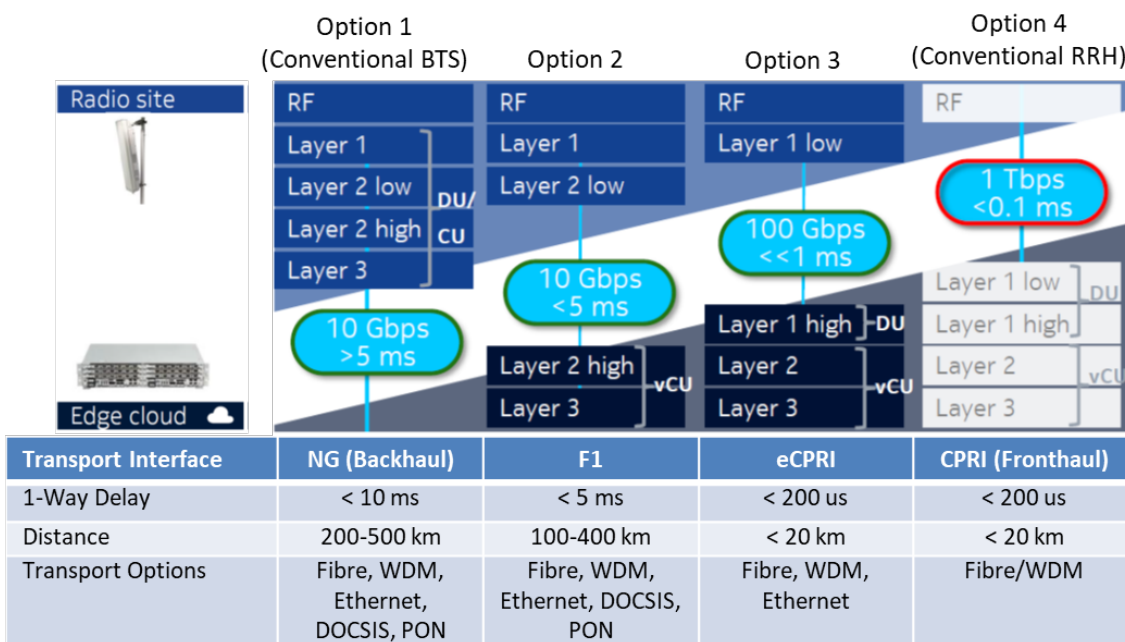 Option 1
(Conventional BTS)
Option 2
Option 3
Option 4
(Conventional RRH)
Radio site
Edge cloud
RF
Layer 1
Layer 2 low
Layer 2 high
Layer 3
DU/
CU
10 Gbps
>5 ms
RF
Layer 1
Layer 2 low
10 Gbps
<5 ms
Layer 2 high
Layer 3
vCU
RF
Layer 1 low
100 Gbps
<<1 ms
Layer 1 high
DU
Layer 2
Layer 3
vCU
RF
1 Tbps
<0.1 ms
Layer 1 low
Layer 1 high
DU
Layer 2
Layer 3
vCU
Transport Interface NG (Backhaul) F1 eCPRI CPRI (Fronthaul)
1-Way Delay < 10 ms < 5 ms < 200 us < 200 us
Distance 200-500 km 100-400 km < 20 km < 20 km
Transport Options Fibre, WDM, Fibre, WDM, Fibre, WDM, Fibre/WDM
Ethernet, Ethernet, DOCSIS, Ethernet
DOCSIS, PON PON